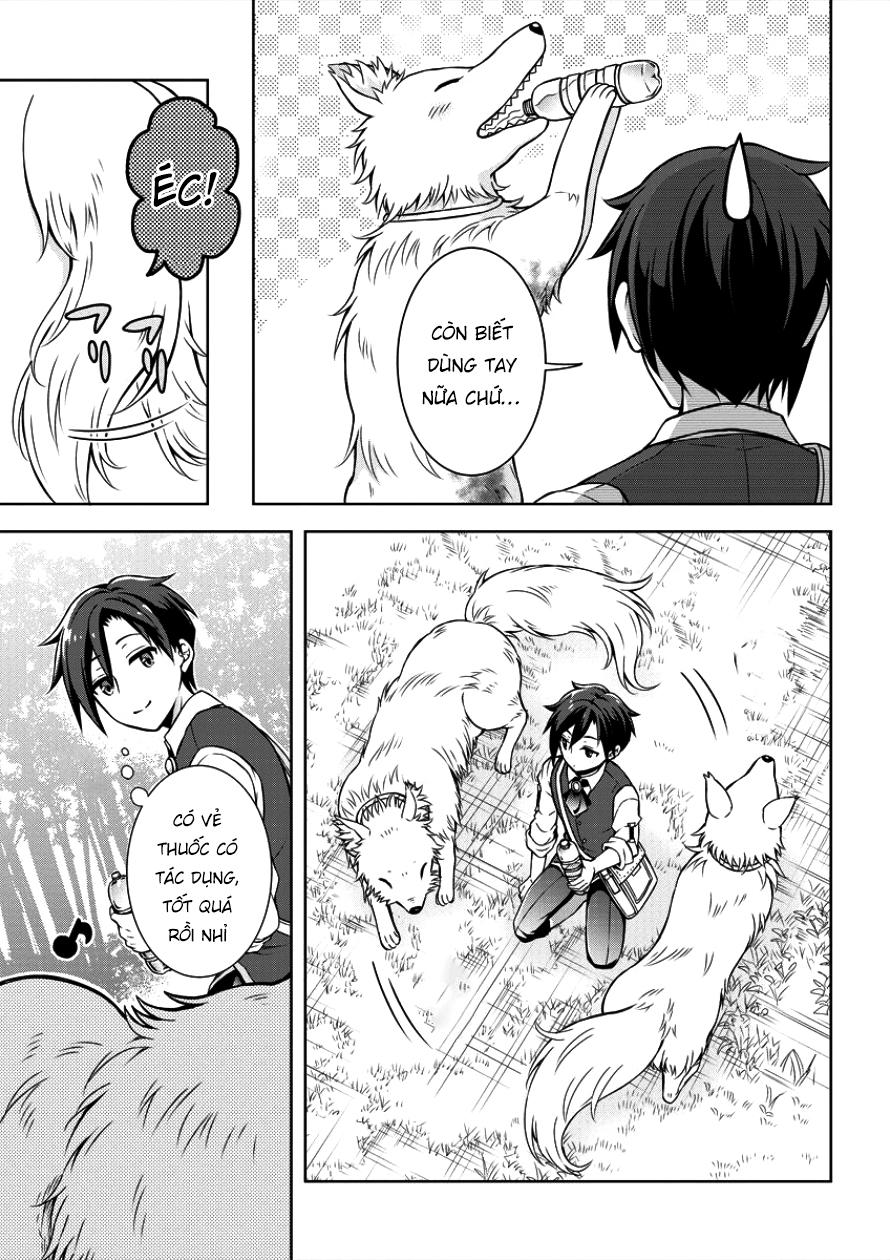 CÒN BIẾT
DÙNG TAY
NỮA CHỨ...
ÉC!
CÓ VẺ
THUỐC CÓ
TÁC DỤNG,
TỐT QUÁ
RỒI NHỈ